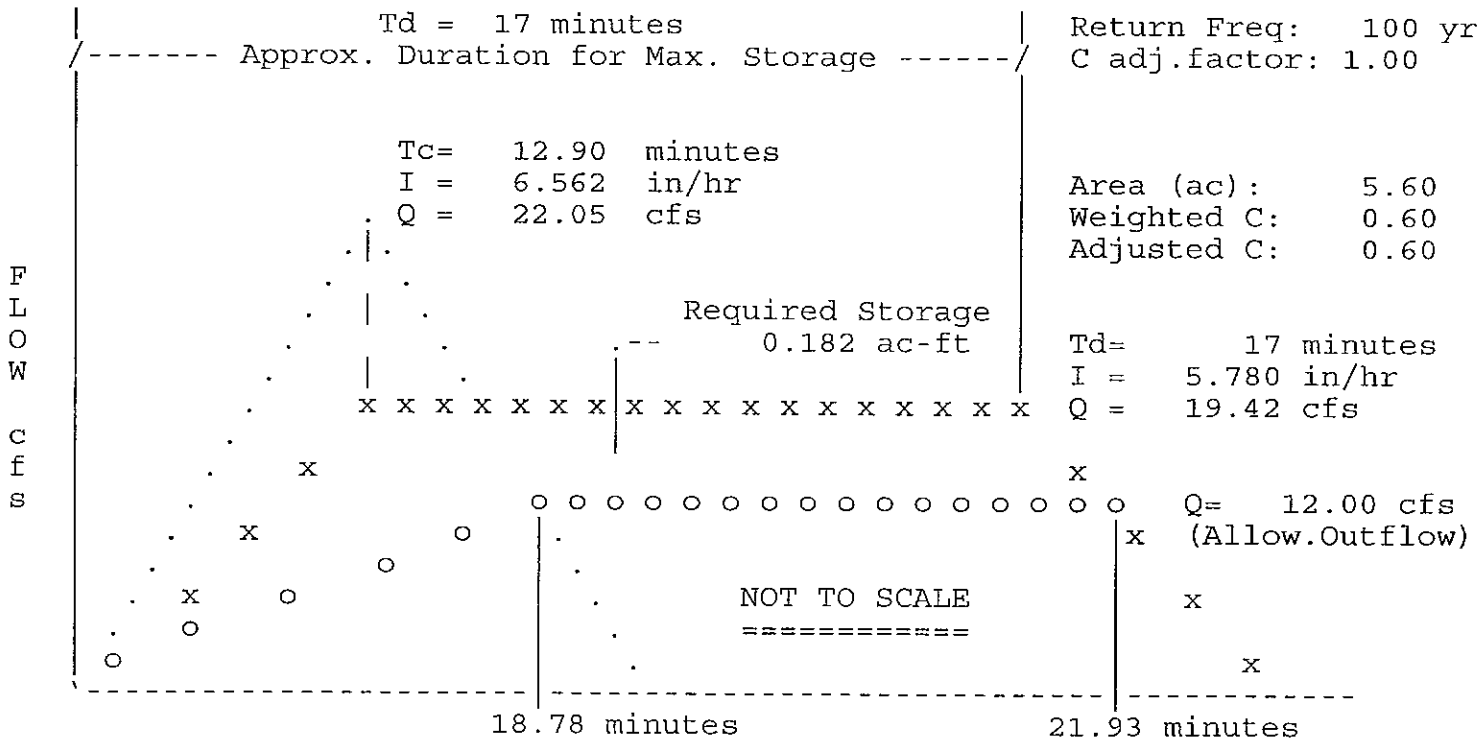 Td = 17 minutes
/------- Approx. Duration for Max. Storage ------/
Return Freq: 100 yr
C adj.factor: 1.00
Tc= 12.90 minutes
I = 6.562 in/hr
Q = 22.05 cfs
Area (ac): 5.60
Weighted C: 0.60
Adjusted C: 0.60
FLOW cfs
Required Storage
.-- 0.182 ac-ft
Td= 17 minutes
I = 5.780 in/hr
x x x x x x x x x x x x x x x x x x Q = 19.42 cfs
x x
o o o o o o o o o o o o o o o o Q= 12.00 cfs
x o x (Allow.Outflow)
o
x o NOT TO SCALE x
o ============
o x
18.78 minutes 21.93 minutes